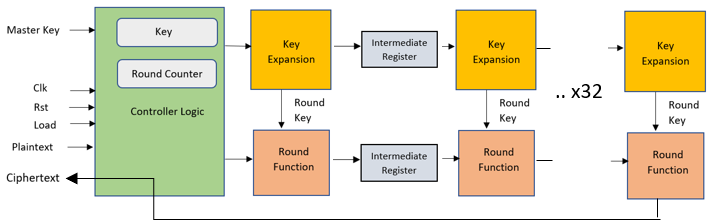 Master Key
Clk
Rst
Load
Plaintext
Ciphertext
Key
Round Counter
Controller Logic
Key
Expansion
Intermediate
Register
Key
Expansion
.. x32
Key
Expansion
Round
Key
Round
Key
Round
Key
Round
Function
Intermediate
Register
Round
Function
Round
Function